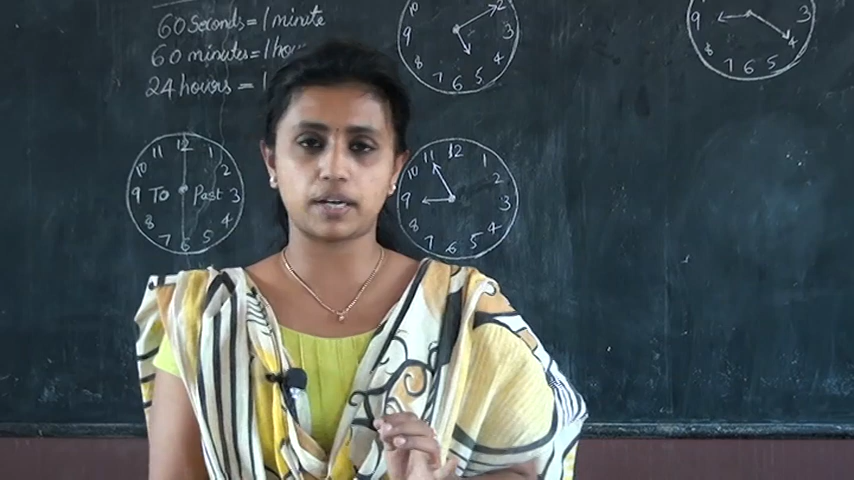 60 Seconds = 1 minute
60 minutes = 1 hou
24 hours = 1
9 2 3 4 5 6 7 8
9 3 4 5 6 7 8
12 1 2 3 4 5 6 7 8 9 10 11
To Past
12 1 2 3 4 5 6 7 8 9 10 11